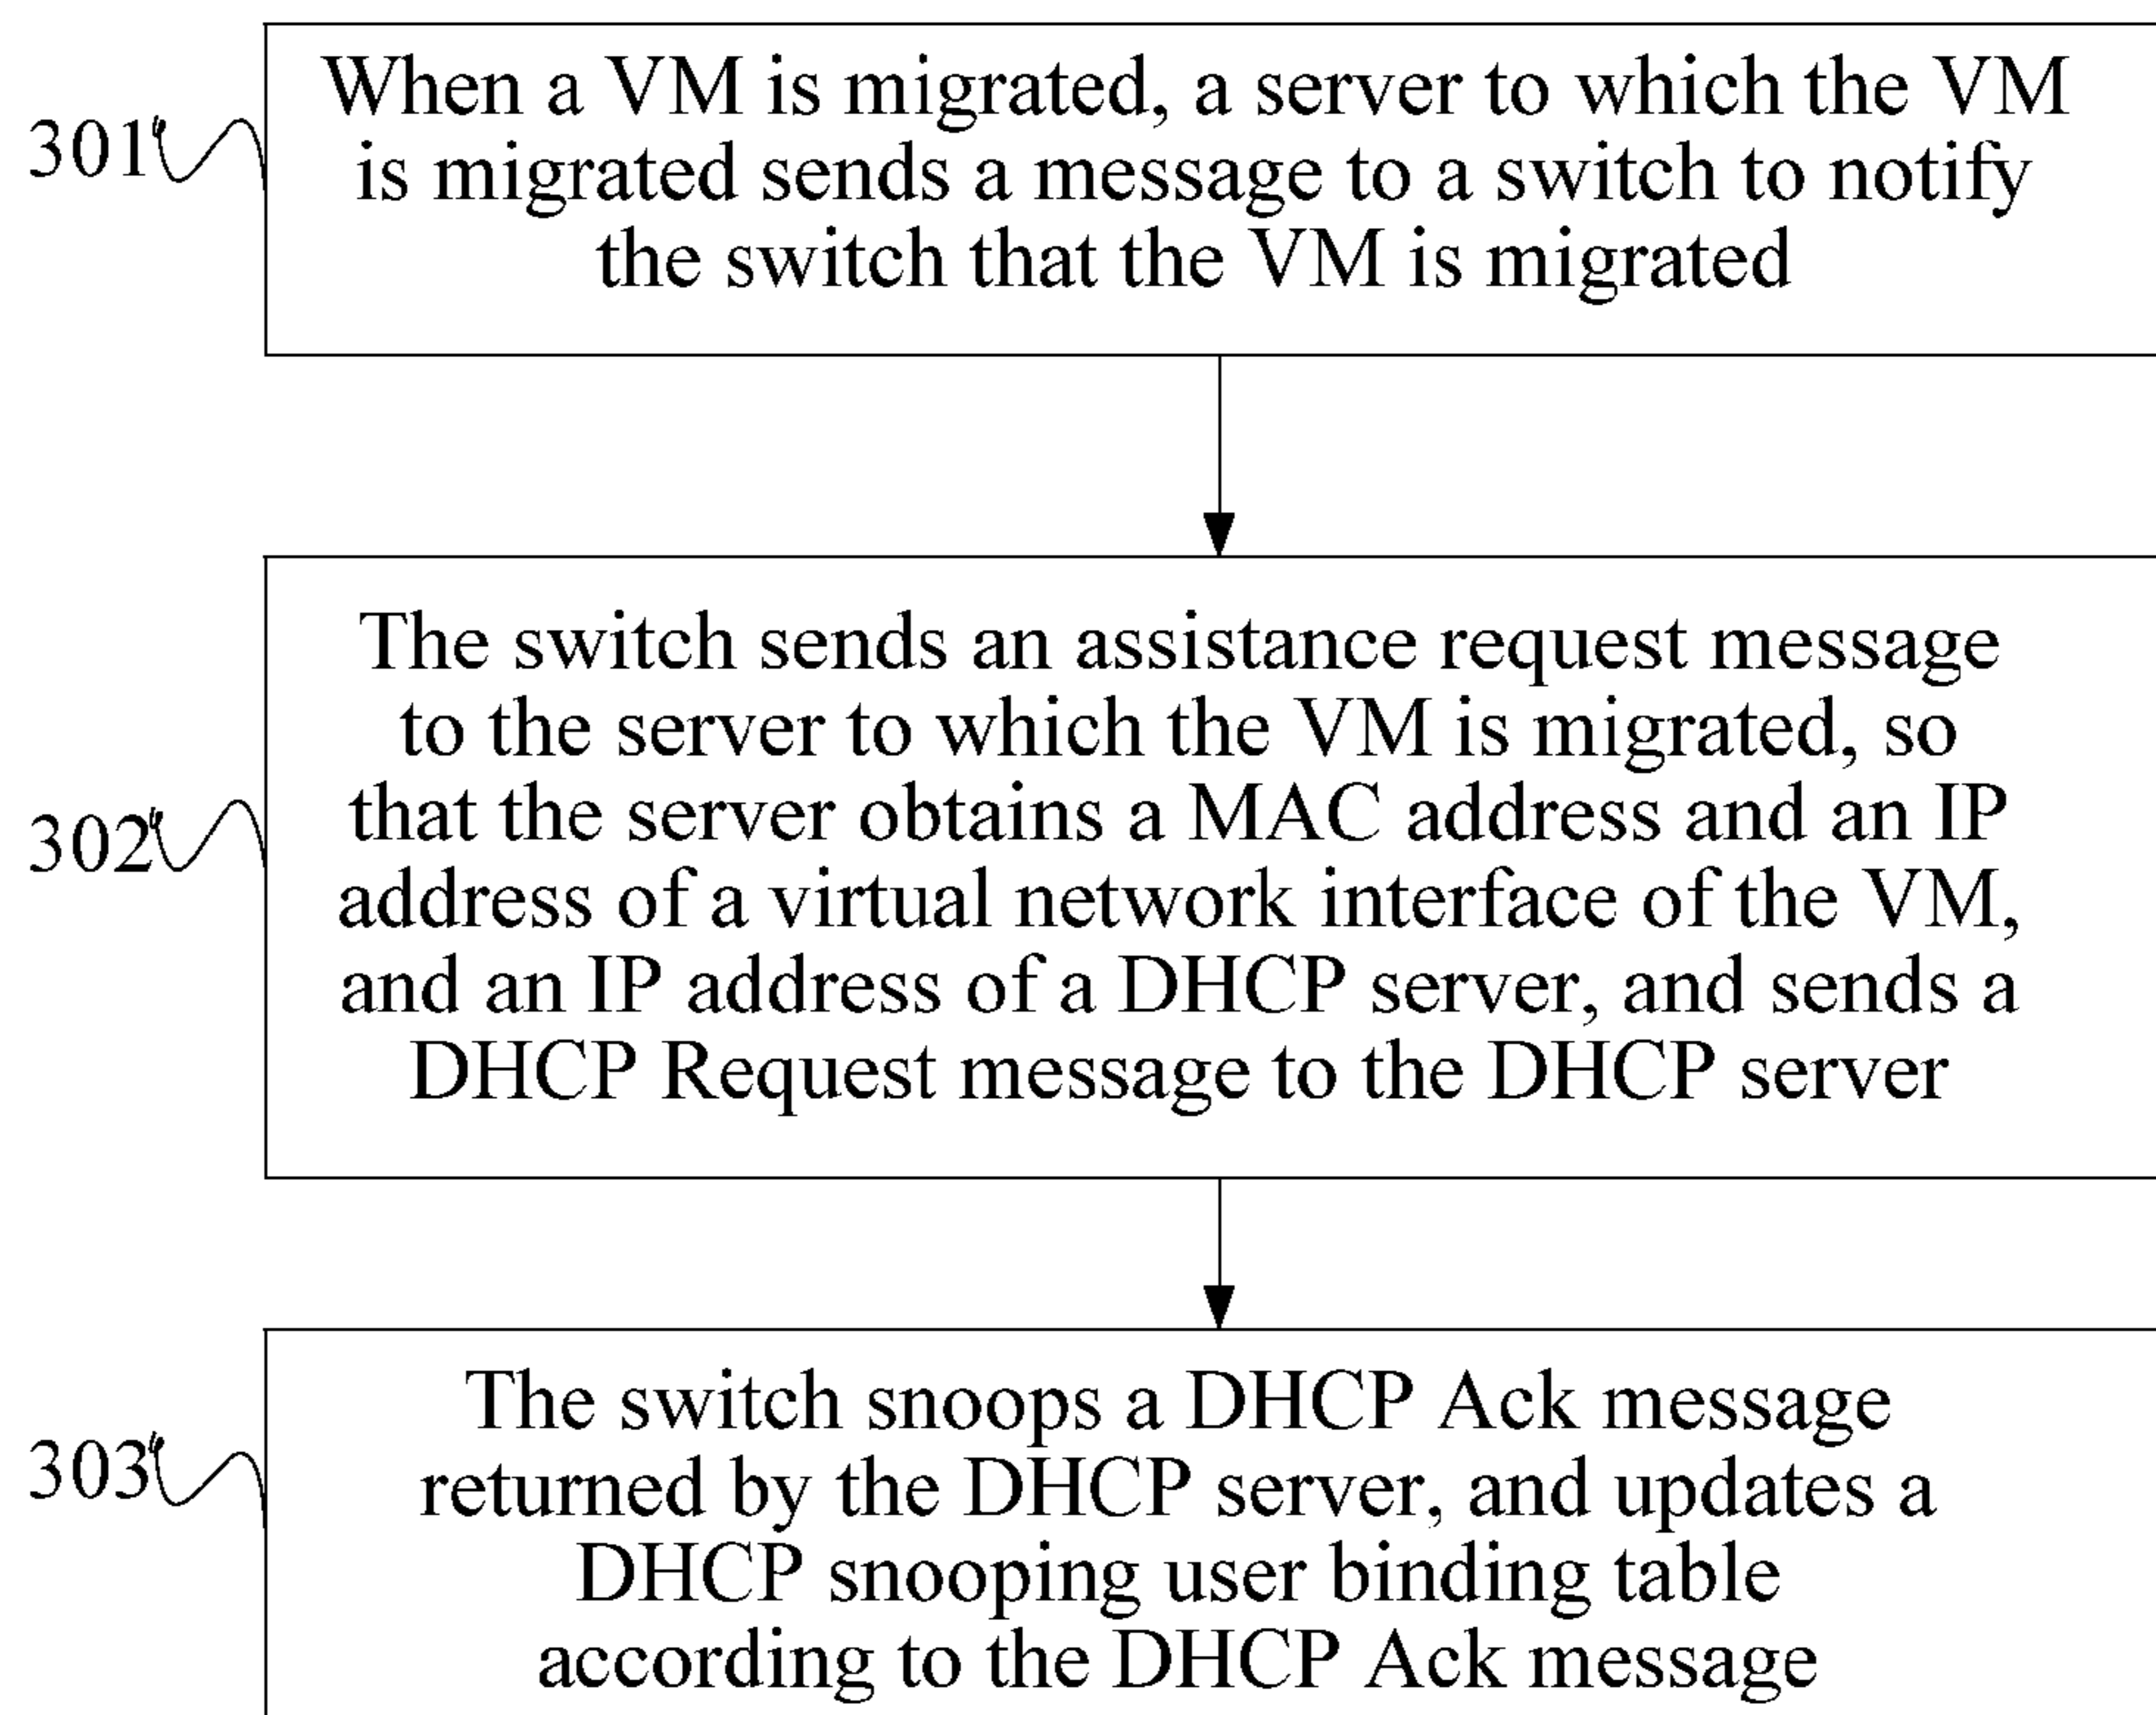 301
When a VM is migrated, a server to which the VM
is migrated sends a message to a switch to notify
the switch that the VM is migrated
302
The switch sends an assistance request message
to the server to which the VM is migrated, so
that the server obtains a MAC address and an IP
address of a virtual network interface of the VM,
and an IP address of a DHCP server, and sends a
DHCP Request message to the DHCP server
303
The switch snoops a DHCP Ack message
returned by the DHCP server, and updates a
DHCP snooping user binding table
according to the DHCP Ack message